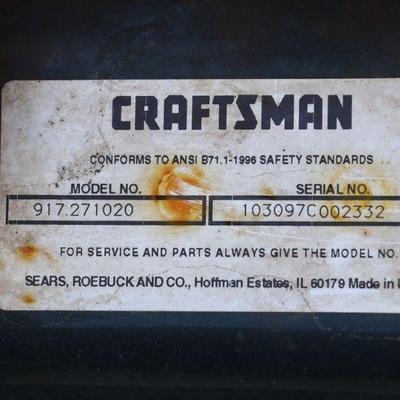 CRAFTSMAN
CONFORMS TO ANSI B71.1-1996 SAFETY STANDARDS
MODEL NO. SERIAL NO.
917.271020 103097C002332
FOR SERVICE AND PARTS ALWAYS GIVE THE MODEL NO.
SEARS, ROEBUCK AND CO., Hoffman Estates, IL 60179 Made in